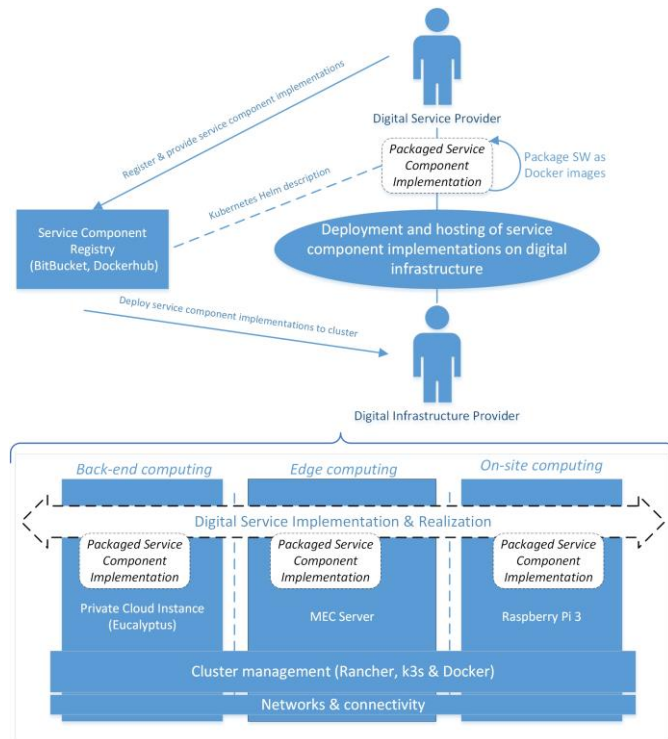 Digital Service Provider
Register & provide service component implementations
Packaged Service
Component
Implementation
Package SW as
Docker images
Kubernetes Helm description
Service Component
Registry
(BitBucket, Dockerhub)
Deployment and hosting of service
component implementations on digital
infrastructure
Deploy service component implementations to cluster
Digital Infrastructure Provider
Back-end computing
Edge computing
On-site computing
Digital Service Implementation & Realization
Packaged Service
Component
Implementation
Packaged Service
Component
Implementation
Packaged Service
Component
Implementation
Private Cloud Instance
(Eucalyptus)
MEC Server
Raspberry Pi 3
Cluster management (Rancher, k3s & Docker)
Networks & connectivity